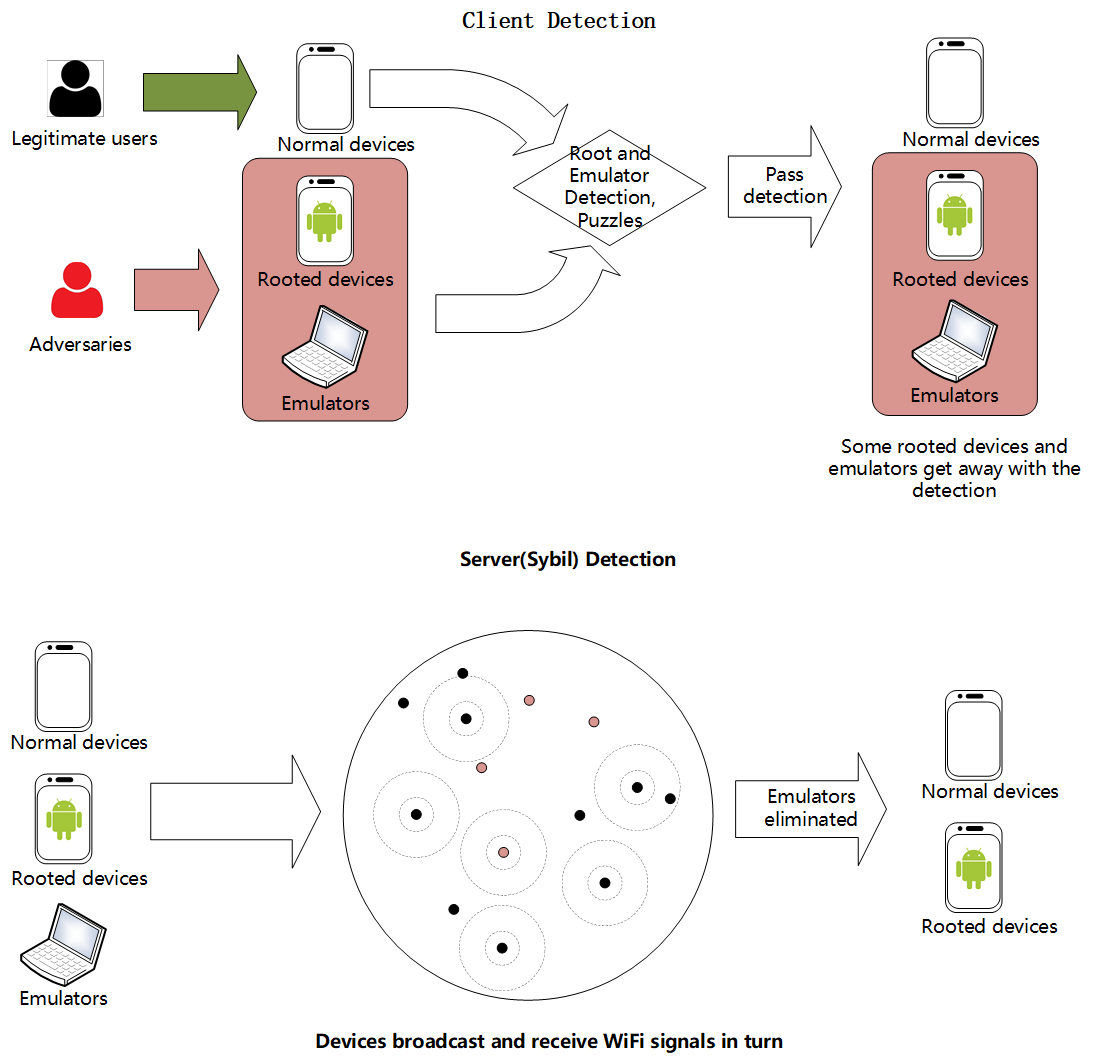 Client Detection
Legitimate users
Normal devices
Root and
Emulator
Detection,
Puzzles
Pass
detection
Normal devices
Rooted devices
Adversaries
Emulators
Rooted devices
Emulators
Some rooted devices and
emulators get away with the
detection
Server(Sybil) Detection
Normal devices
Rooted devices
Emulators
Emulators
eliminated
Normal devices
Rooted devices
Devices broadcast and receive WiFi signals in turn